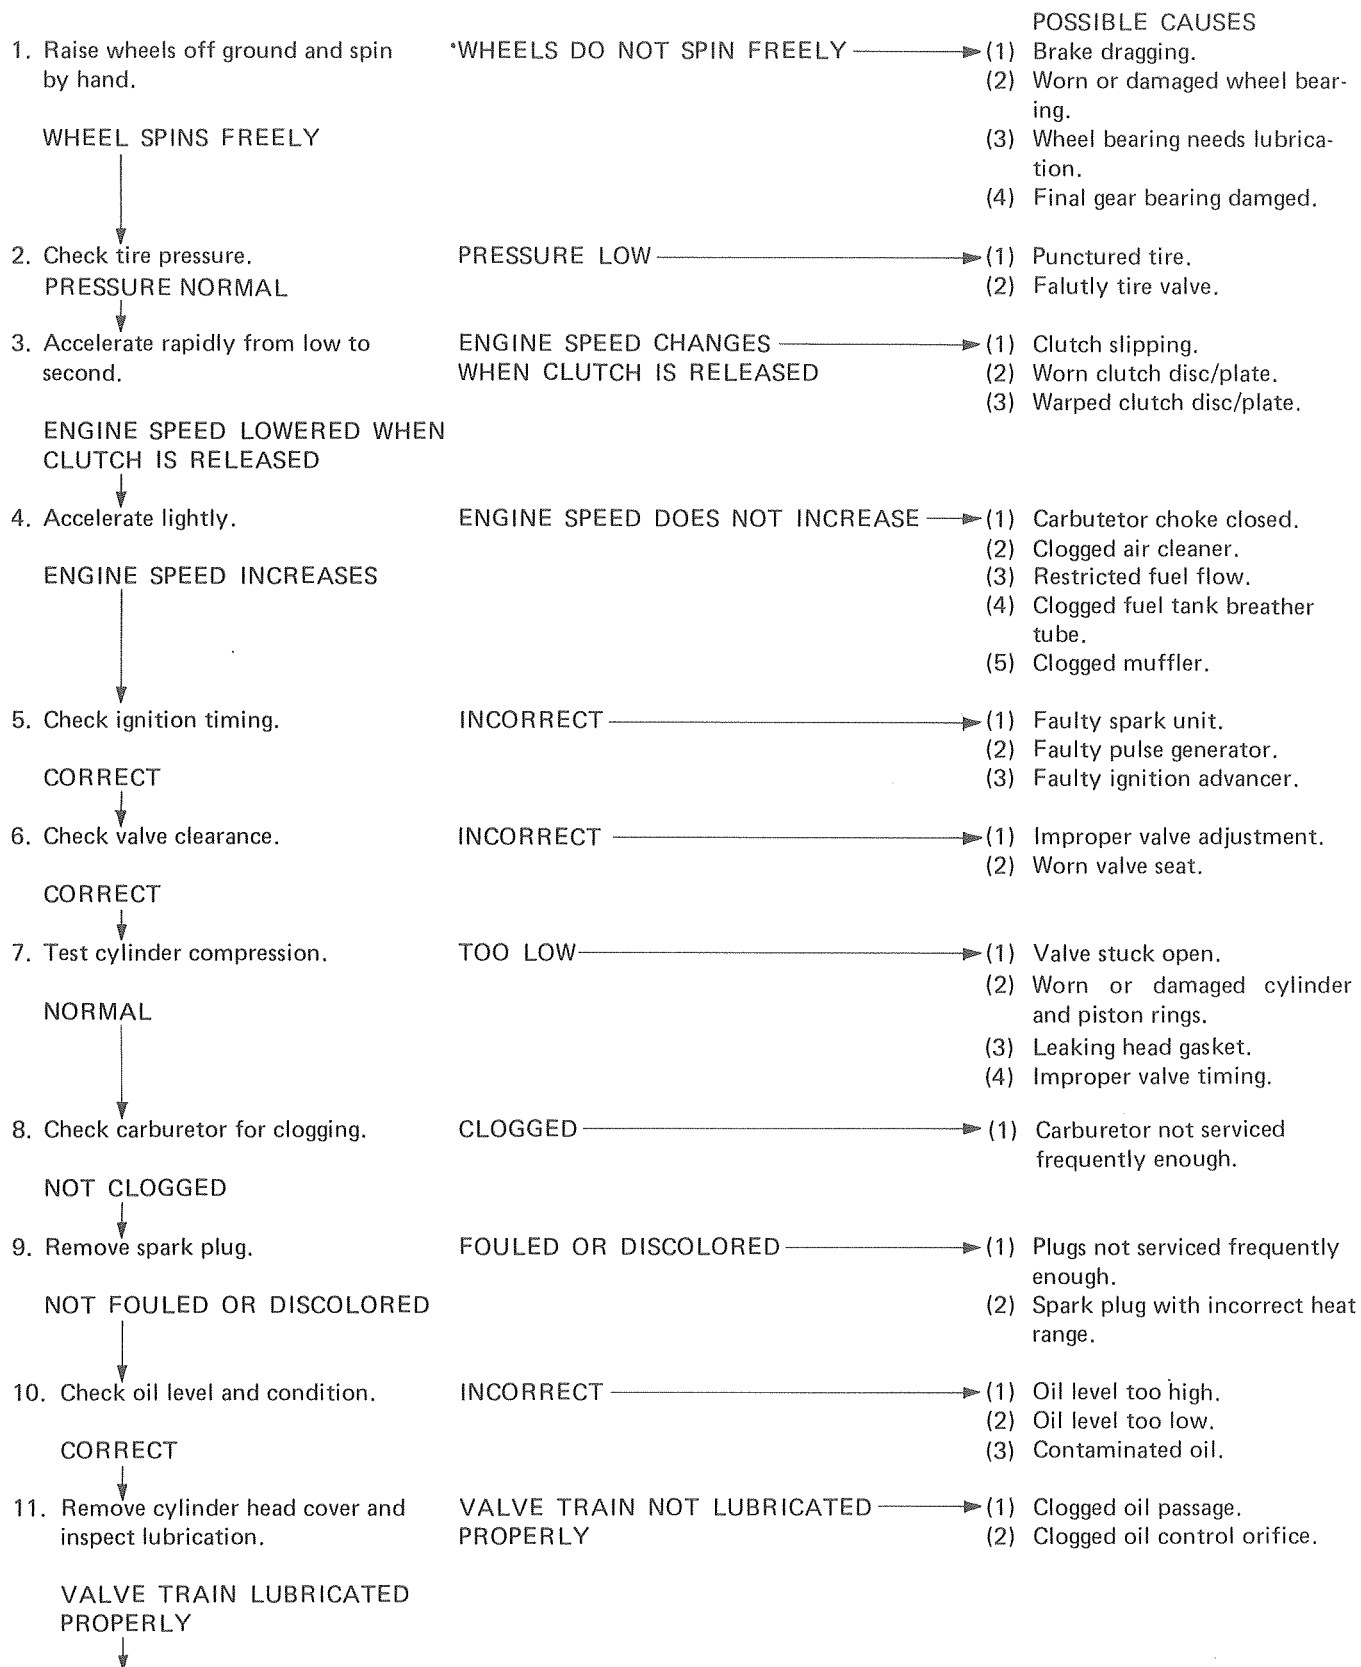 POSSIBLE CAUSES
1. Raise wheels off ground and spin by hand.
WHEELS DO NOT SPIN FREELY
(1) Brake dragging.
(2) Worn or damaged wheel bear-
ing.
(3) Wheel bearing needs lubrica-
tion.
(4) Final gear bearing damged.
WHEEL SPINS FREELY
2. Check tire pressure.
PRESSURE LOW
(1) Punctured tire.
(2) Falutly tire valve.
PRESSURE NORMAL
3. Accelerate rapidly from low to
second.
ENGINE SPEED CHANGES
WHEN CLUTCH IS RELEASED
(1) Clutch slipping.
(2) Worn clutch disc/plate.
(3) Warped clutch disc/plate.
ENGINE SPEED LOWERED WHEN
CLUTCH IS RELEASED
4. Accelerate lightly.
ENGINE SPEED DOES NOT INCREASE
(1) Carbutetor choke closed.
(2) Clogged air cleaner.
(3) Restricted fuel flow.
(4) Clogged fuel tank breather
tube.
(5) Clogged muffler.
ENGINE SPEED INCREASES
5. Check ignition timing.
INCORRECT
(1) Faulty spark unit.
(2) Faulty pulse generator.
(3) Faulty ignition advancer.
CORRECT
6. Check valve clearance.
INCORRECT
(1) Improper valve adjustment.
(2) Worn valve seat.
CORRECT
7. Test cylinder compression.
TOO LOW
(1) Valve stuck open.
(2) Worn or damaged cylinder
and piston rings.
(3) Leaking head gasket.
(4) Improper valve timing.
NORMAL
8. Check carburetor for clogging.
CLOGGED
(1) Carburetor not serviced
frequently enough.
NOT CLOGGED
9. Remove spark plug.
FOULED OR DISCOLORED
(1) Plugs not serviced frequently
enough.
(2) Spark plug with incorrect heat
range.
NOT FOULED OR DISCOLORED
10. Check oil level and condition.
INCORRECT
(1) Oil level too high.
(2) Oil level too low.
(3) Contaminated oil.
CORRECT
11. Remove cylinder head cover and
inspect lubrication.
VALVE TRAIN NOT LUBRICATED
PROPERLY
(1) Clogged oil passage.
(2) Clogged oil control orifice.
VALVE TRAIN LUBRICATED
PROPERLY